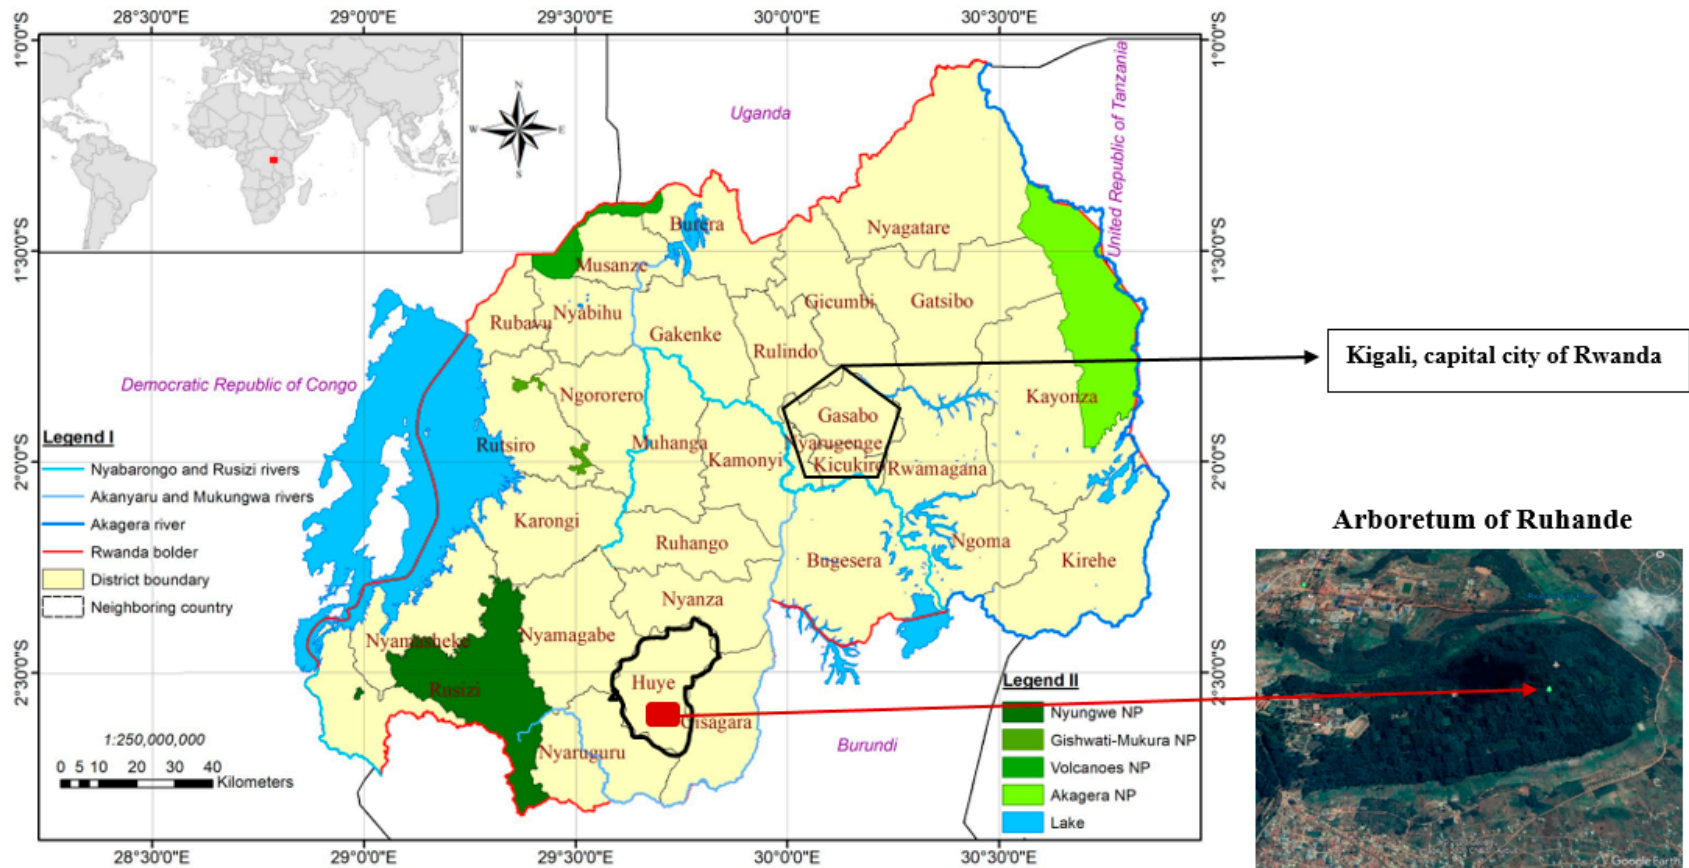 28°30'0"E
29°0'0"E
29°30'0"E
30°0'0"E
30°30'0"E
1°0'0"S
1°0'0"S
1°30'0"S
1°30'0"S
2°0'0"S
2°0'0"S
2°30'0"S
2°30'0"S
N
W
E
S
Uganda
United Republic of Tanzania
Democratic Republic of Congo
Burundi
Burera
Musanze
Nyagatare
Rubavu
Nyabihu
Gakenke
Gicumbi
Gatsibo
Rulindo
Ngororero
Kayonza
Gasabo
Nyarugenge
Kicukiro
Rutsiro
Muhanga
Kamonyi
Rwamagana
Karongi
Ruhango
Bugesera
Ngoma
Kirehe
Nyanza
Nyamasheke
Nyamagabe
Rusizi
Huye
Gisagara
Nyaruguru
Kigali, capital city of Rwanda
Arboretum of Ruhande
Legend I
Nyabarongo and Rusizi rivers
Akanyaru and Mukungwa rivers
Akagera river
Rwanda bolder
District boundary
Neighboring country
1:250,000,000
0 5 10 20 30 40
Kilometers
Legend II
Nyungwe NP
Gishwati-Mukura NP
Volcanoes NP
Akagera NP
Lake
28°30'0"E
29°0'0"E
29°30'0"E
30°0'0"E
30°30'0"E
Google Earth